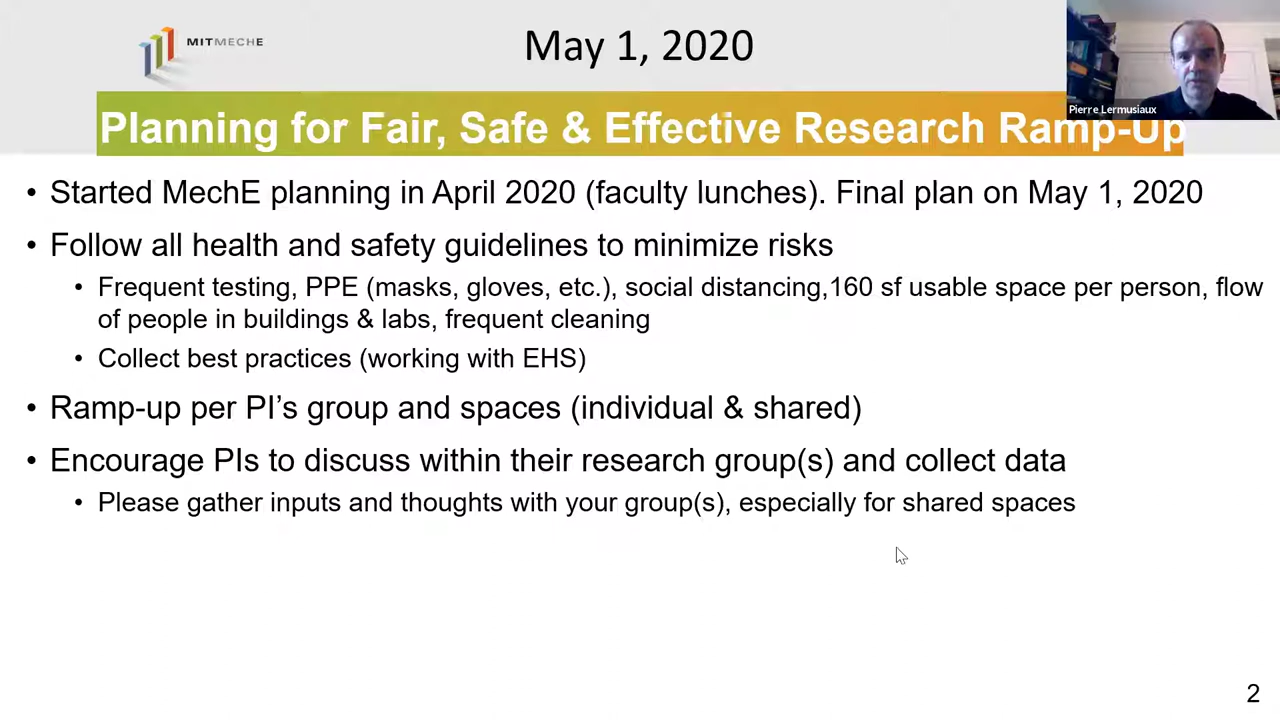 MITMECHE
May 1, 2020
Pierre Lermusiaux
Planning for Fair, Safe & Effective Research Ramp-Up
• Started MechE planning in April 2020 (faculty lunches). Final plan on May 1, 2020
• Follow all health and safety guidelines to minimize risks
• Frequent testing, PPE (masks, gloves, etc.), social distancing,160 sf usable space per person, flow
of people in buildings & labs, frequent cleaning
• Collect best practices (working with EHS)
• Ramp-up per PI’s group and spaces (individual & shared)
• Encourage PIs to discuss within their research group(s) and collect data
• Please gather inputs and thoughts with your group(s), especially for shared spaces
2